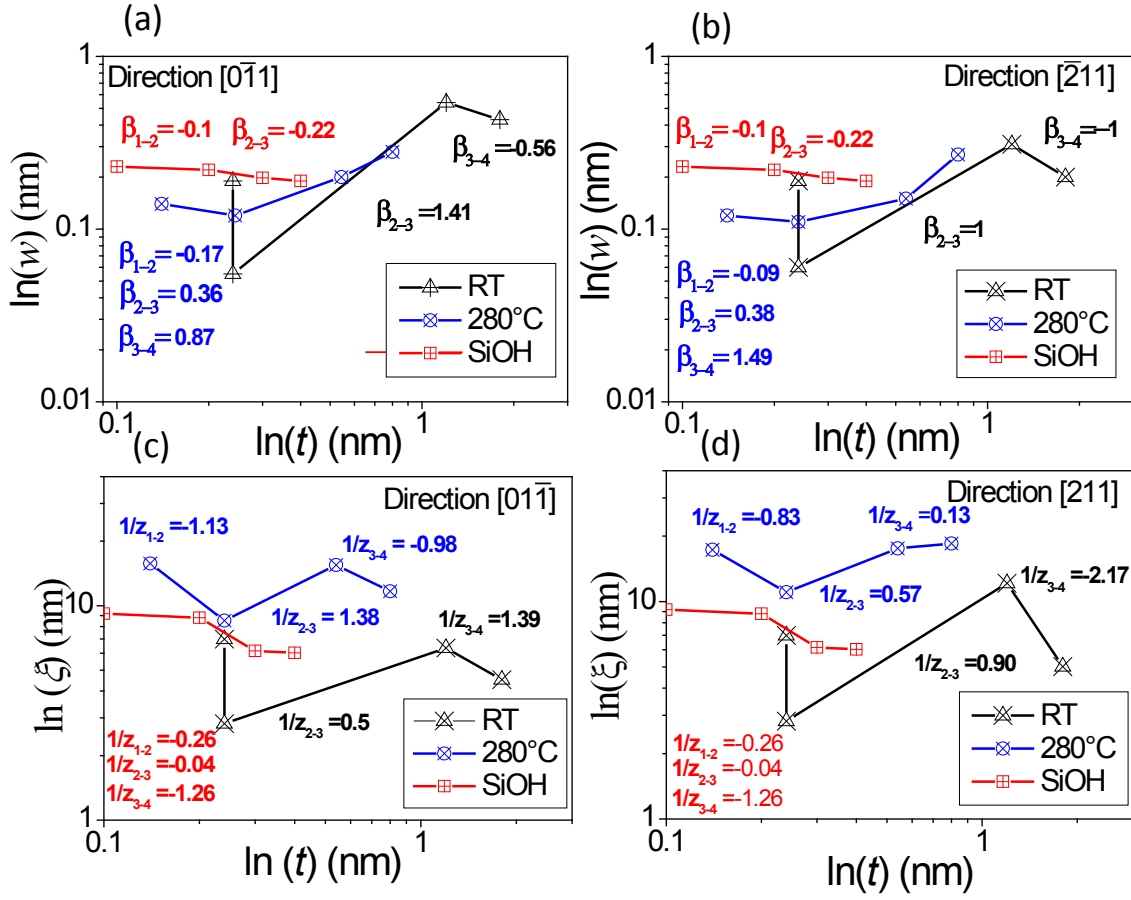 (a)
Direction [01̅1]
β1–2= -0.1 β2–3= -0.22
β3–4= -0.56
β2–3= 1.41
β1–2= -0.17
β2–3= 0.36
β3–4= 0.87
RT
280°C
SiOH
1
0.1
0.01
ln(w) (nm)
0.1 1
ln(t) (nm)
(b)
Direction [2̅11]
β1–2= -0.1
β2–3= -0.22
β3–4= –1
β2–3= 1
β1–2= -0.09
β2–3= 0.38
β3–4= 1.49
RT
280°C
SiOH
1
0.1
0.01
ln(w) (nm)
0.1 1
ln(t) (nm)
(c)
Direction [011̅]
1/z1-2 =-1.13
1/z3-4 = -0.98
1/z2-3 = 1.38
1/z3-4 = 1.39
1/z2-3 = 0.5
1/z1-2 = -0.26
1/z2-3 = -0.04
1/z3-4 = -1.26
RT
280°C
SiOH
10
1
ln (ξ) (nm)
0.1 1
ln (t) (nm)
(d)
Direction [211]
1/z1-2 =-0.83
1/z3-4 = 0.13
1/z2-3 = 0.57
1/z3-4 = -2.17
1/z2-3 = 0.90
1/z1-2 = -0.26
1/z2-3 = -0.04
1/z3-4 = -1.26
RT
280°C
SiOH
10
1
ln(ξ) (nm)
0.1 1
ln (t) (nm)